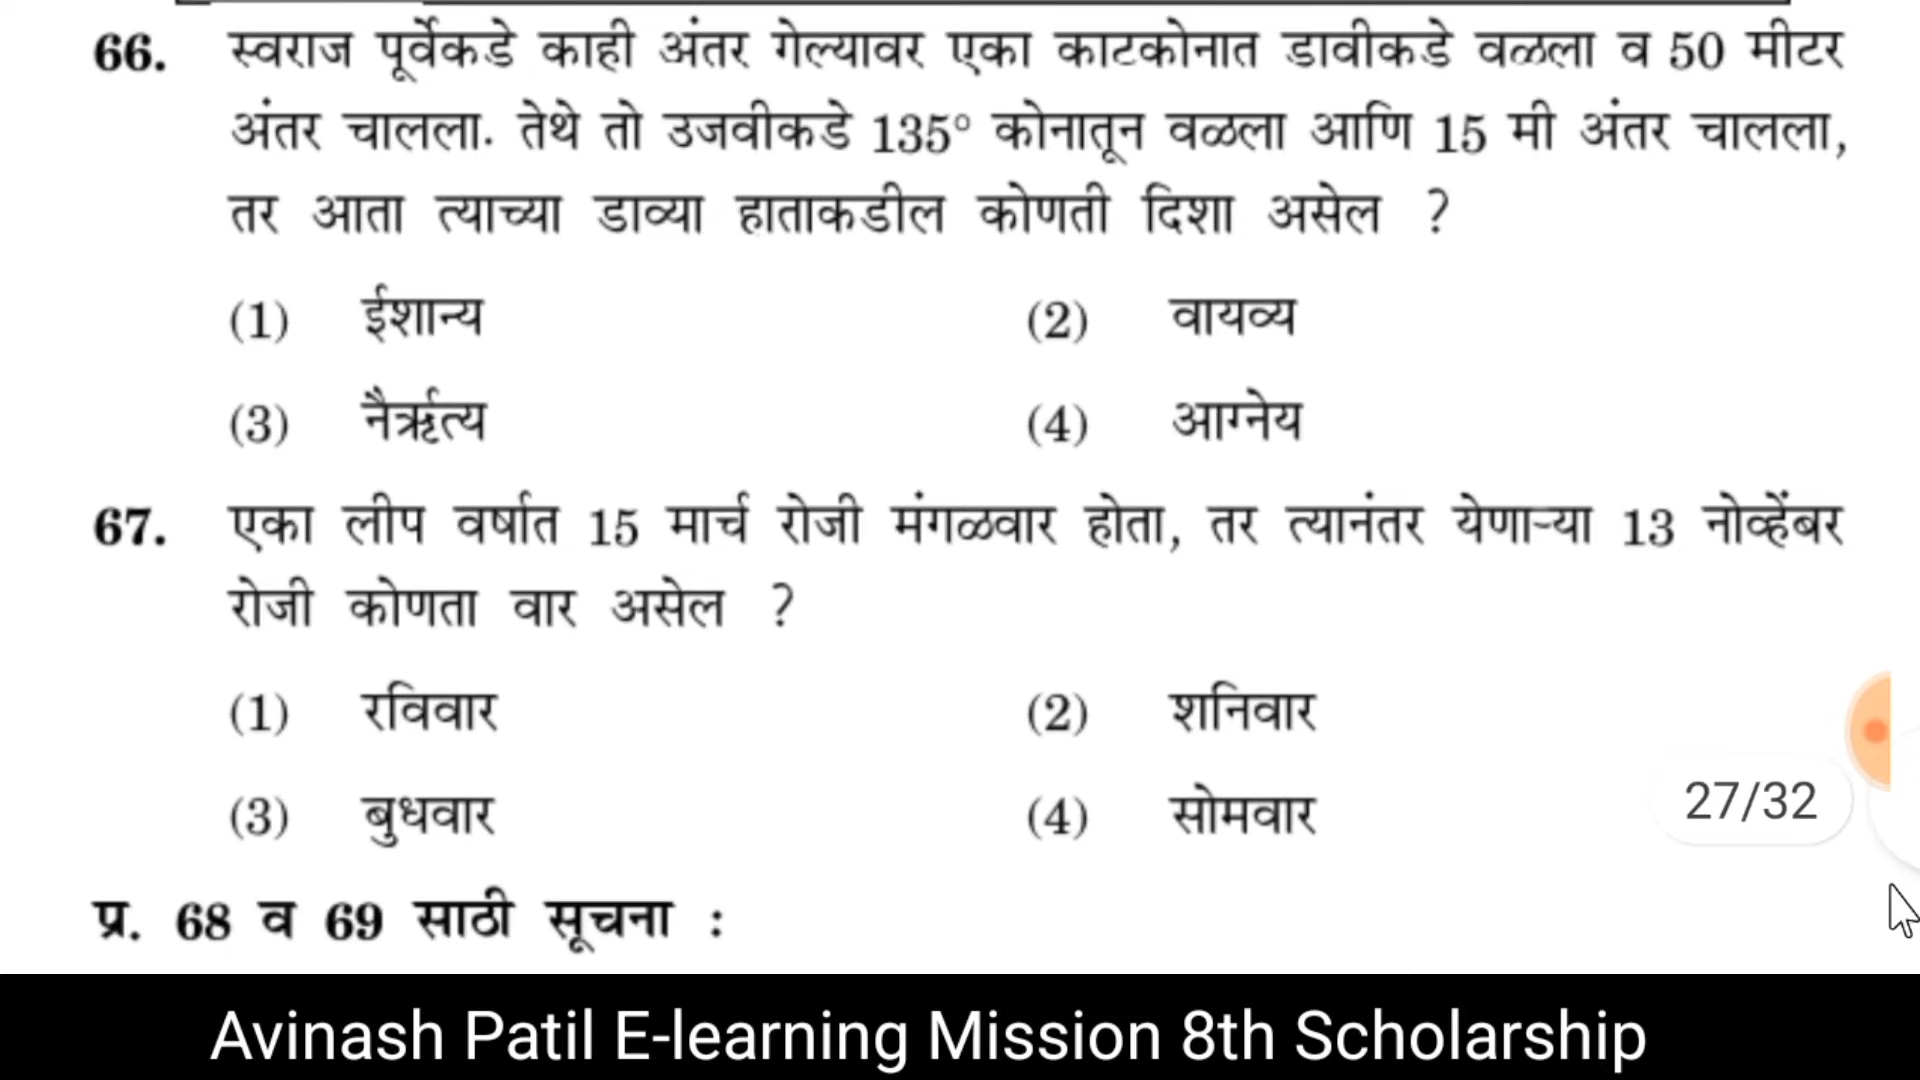 66. स्वराज पूर्वेकडे काही अंतर गेल्यावर एका काटकोनात डावीकडे वळला व 50 मीटर
अंतर चालला. तेथे तो उजवीकडे 135° कोनातून वळला आणि 15 मी अंतर चालला,
तर आता त्याच्या डाव्या हाताकडील कोणती दिशा असेल ?
(1) ईशान्य (2) वायव्य
(3) नैर्ऋत्य (4) आग्नेय
67. एका लीप वर्षात 15 मार्च रोजी मंगळवार होता, तर त्यानंतर येणाऱ्या 13 नोव्हेंबर
रोजी कोणता वार असेल ?
(1) रविवार (2) शनिवार
(3) बुधवार (4) सोमवार
27/32
प्र. 68 व 69 साठी सूचना :
Avinash Patil E-learning Mission 8th Scholarship